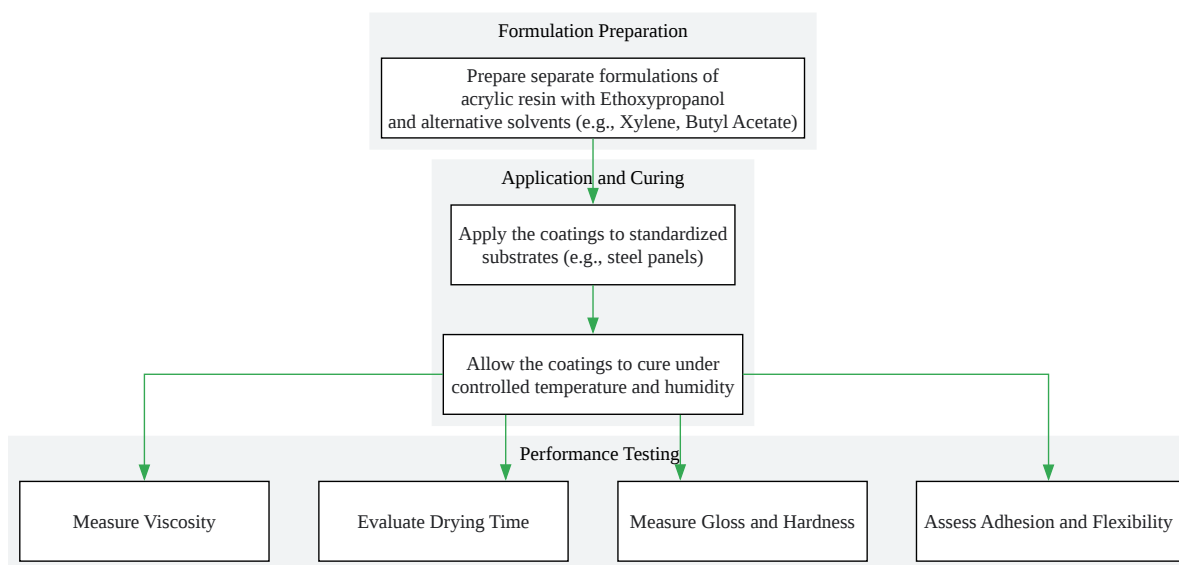 Formulation Preparation
Prepare separate formulations of
acrylic resin with Ethoxypropanol
and alternative solvents (e.g., Xylene, Butyl Acetate)
Application and Curing
Apply the coatings to standardized
substrates (e.g., steel panels)
Allow the coatings to cure under
controlled temperature and humidity
Performance Testing
Measure Viscosity
Evaluate Drying Time
Measure Gloss and Hardness
Assess Adhesion and Flexibility